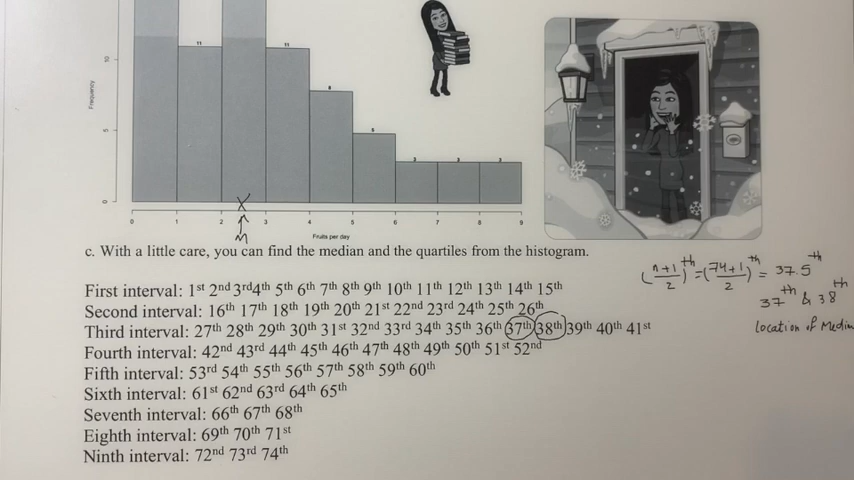 11
11
10
8
5
5
3
3
3
0
Frequency
0 1 2 3 4 5 6 7 8 9
Fruits per day
M
c. With a little care, you can find the median and the quartiles from the histogram.
(n+1/2)th = (74+1/2)th = 37.5th
37th & 38th
Location of Median
First interval: 1st 2nd 3rd4th 5th 6th 7th 8th 9th 10th 11th 12th 13th 14th 15th
Second interval: 16th 17th 18th 19th 20th 21st 22nd 23rd 24th 25th 26th
Third interval: 27th 28th 29th 30th 31st 32nd 33rd 34th 35th 36th 37th 38th 39th 40th 41st
Fourth interval: 42nd 43rd 44th 45th 46th 47th 48th 49th 50th 51st 52nd
Fifth interval: 53rd 54th 55th 56th 57th 58th 59th 60th
Sixth interval: 61st 62nd 63rd 64th 65th
Seventh interval: 66th 67th 68th
Eighth interval: 69th 70th 71st
Ninth interval: 72nd 73rd 74th